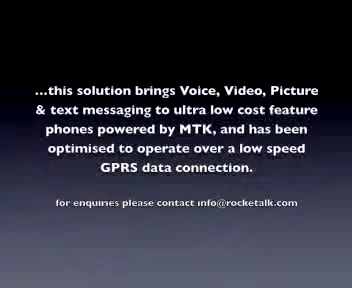 ...this solution brings Voice, Video, Picture
& text messaging to ultra low cost feature
phones powered by MTK, and has been
optimised to operate over a low speed
GPRS data connection.
for enquiries please contact info@rocketalk.com